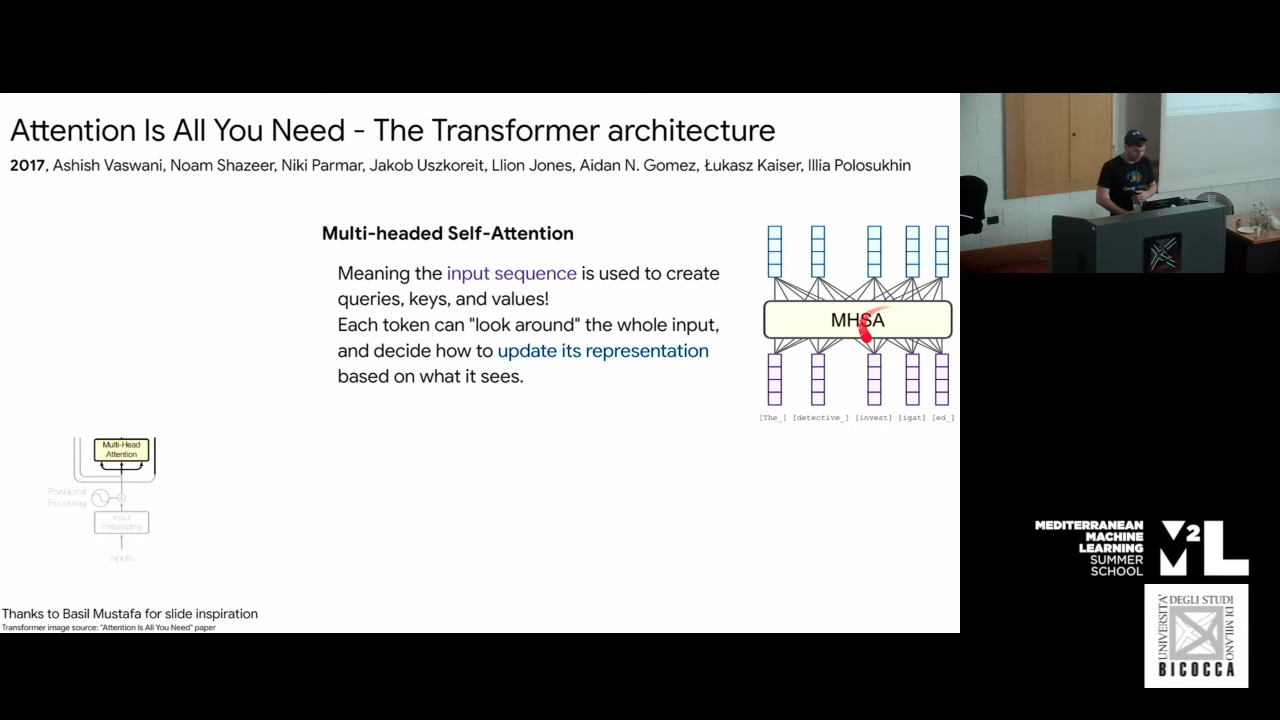 Attention Is All You Need - The Transformer architecture
2017, Ashish Vaswani, Noam Shazeer, Niki Parmar, Jakob Uszkoreit, Llion Jones, Aidan N. Gomez, Łukasz Kaiser, Illia Polosukhin
Multi-headed Self-Attention
Meaning the input sequence is used to create
queries, keys, and values!
Each token can "look around" the whole input,
and decide how to update its representation
based on what it sees.
MHSA
[The_] [detective_] [invest] [igat] [ed_]
Multi-Head
Attention
Positional
Encoding
Input
Embedding
Inputs
Thanks to Basil Mustafa for slide inspiration
Transformer image source: "Attention Is All You Need" paper
MEDITERRANEAN
MACHINE
LEARNING
SUMMER
SCHOOL
M2L
UNIVERSITA'
DEGLI STUDI
DI MILANO
BICOCCA